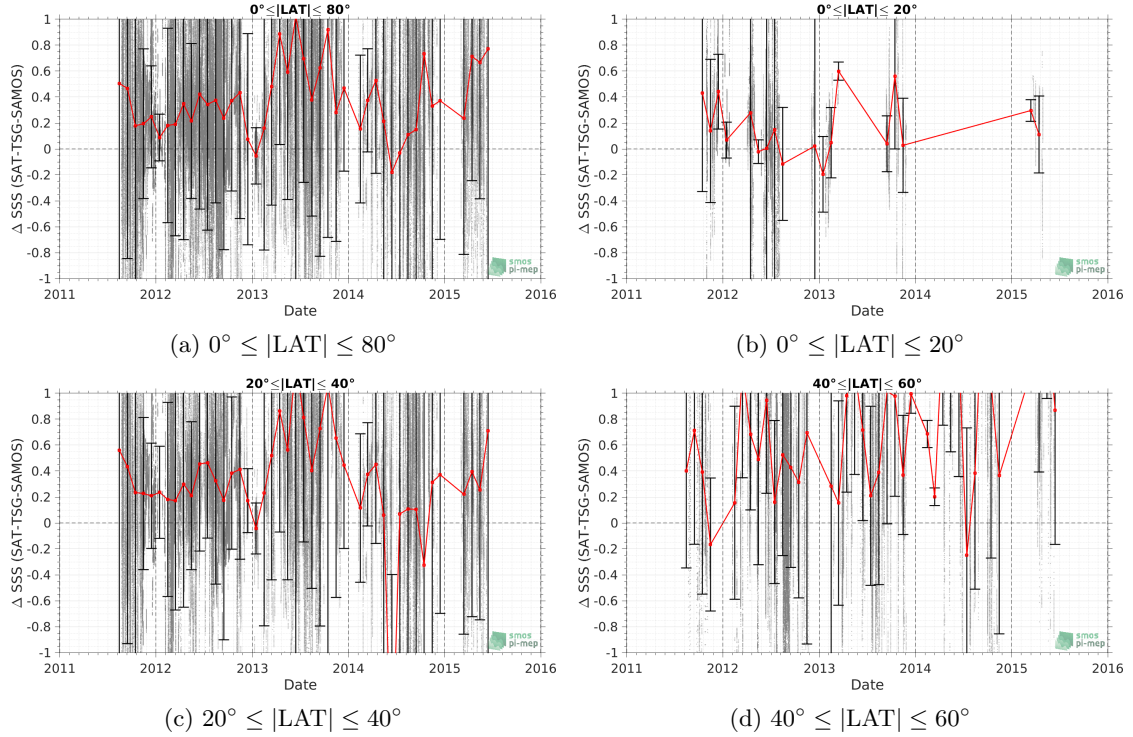 0°≤|LAT|≤ 80°
Δ SSS (SAT-TSG-SAMOS)
1
0.8
0.6
0.4
0.2
0
-0.2
-0.4
-0.6
-0.8
-1
2011 2012 2013 2014 2015 2016
Date
smos
pi-mep
(a) 0° ≤ |LAT| ≤ 80°
0°≤|LAT|≤ 20°
Δ SSS (SAT-TSG-SAMOS)
1
0.8
0.6
0.4
0.2
0
-0.2
-0.4
-0.6
-0.8
-1
2011 2012 2013 2014 2015 2016
Date
smos
pi-mep
(b) 0° ≤ |LAT| ≤ 20°
20°≤|LAT|≤ 40°
Δ SSS (SAT-TSG-SAMOS)
1
0.8
0.6
0.4
0.2
0
-0.2
-0.4
-0.6
-0.8
-1
2011 2012 2013 2014 2015 2016
Date
smos
pi-mep
(c) 20° ≤ |LAT| ≤ 40°
40°≤|LAT|≤ 60°
Δ SSS (SAT-TSG-SAMOS)
1
0.8
0.6
0.4
0.2
0
-0.2
-0.4
-0.6
-0.8
-1
2011 2012 2013 2014 2015 2016
Date
smos
pi-mep
(d) 40° ≤ |LAT| ≤ 60°